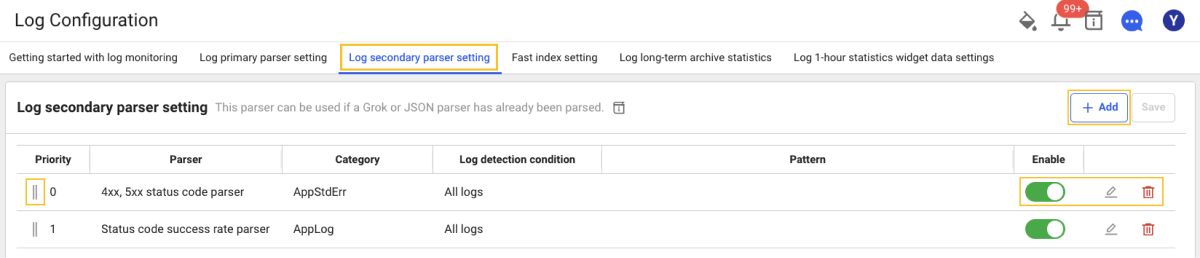 Log Configuration
99+
Y
Getting started with log monitoring Log primary parser setting Log secondary parser setting Fast index setting Log long-term archive statistics Log 1-hour statistics widget data settings
Log secondary parser setting This parser can be used if a Grok or JSON parser has already been parsed. + Add Save
Priority Parser Category Log detection condition Pattern Enable
0 4xx, 5xx status code parser AppStdErr All logs
1 Status code success rate parser AppLog All logs